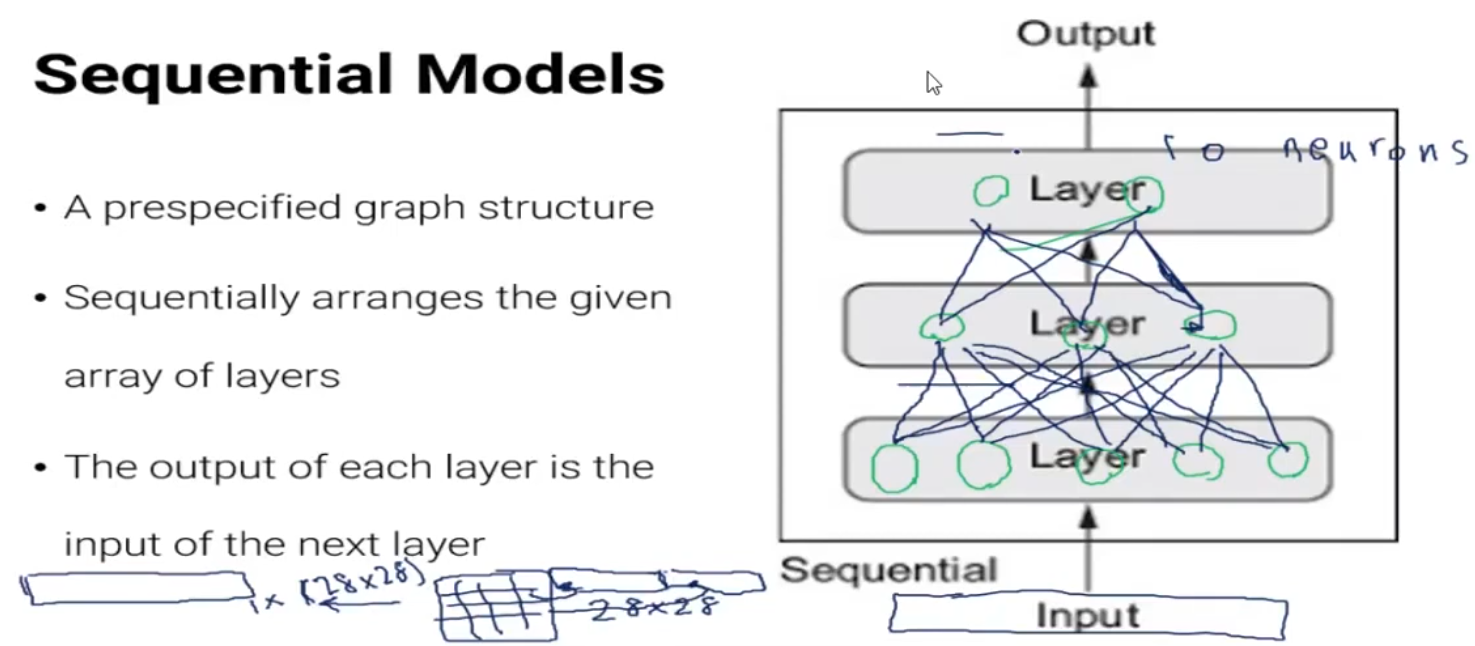 Sequential Models
• A prespecified graph structure
• Sequentially arranges the given
array of layers
• The output of each layer is the
input of the next layer
1x (28x28)
28x28
Output
10 neurons
Layer
Layer
Layer
Sequential
Input